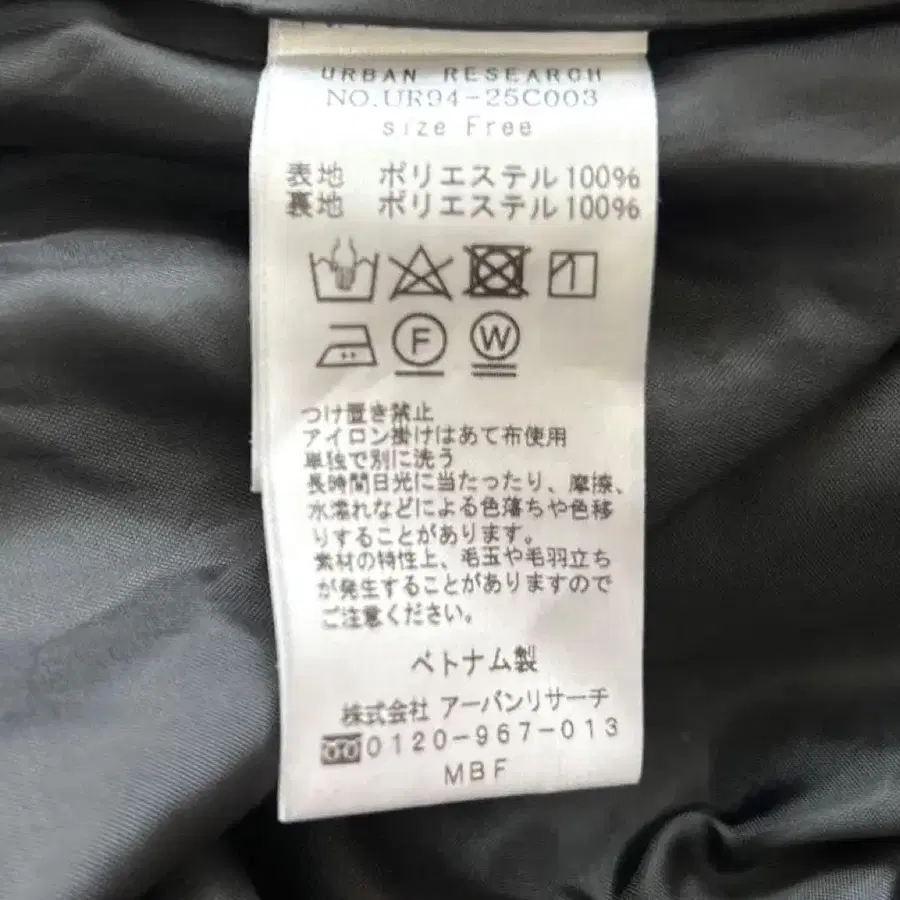 URBAN RESEARCH
NO.UR94-25C003
size Free
表地 ポリエステル100%
裏地 ポリエステル100%
F W
つけ置き禁止
アイロン掛けはあて布使用
単独で別に洗う
長時間日光に当たったり、摩擦、
水濡れなどによる色落ちや色移
りすることがあります。
素材の特性上、毛玉や毛羽立ち
が発生することがありますので
ご注意ください。
ベトナム製
株式会社 アーバンリサーチ
0120-967-013
MBF